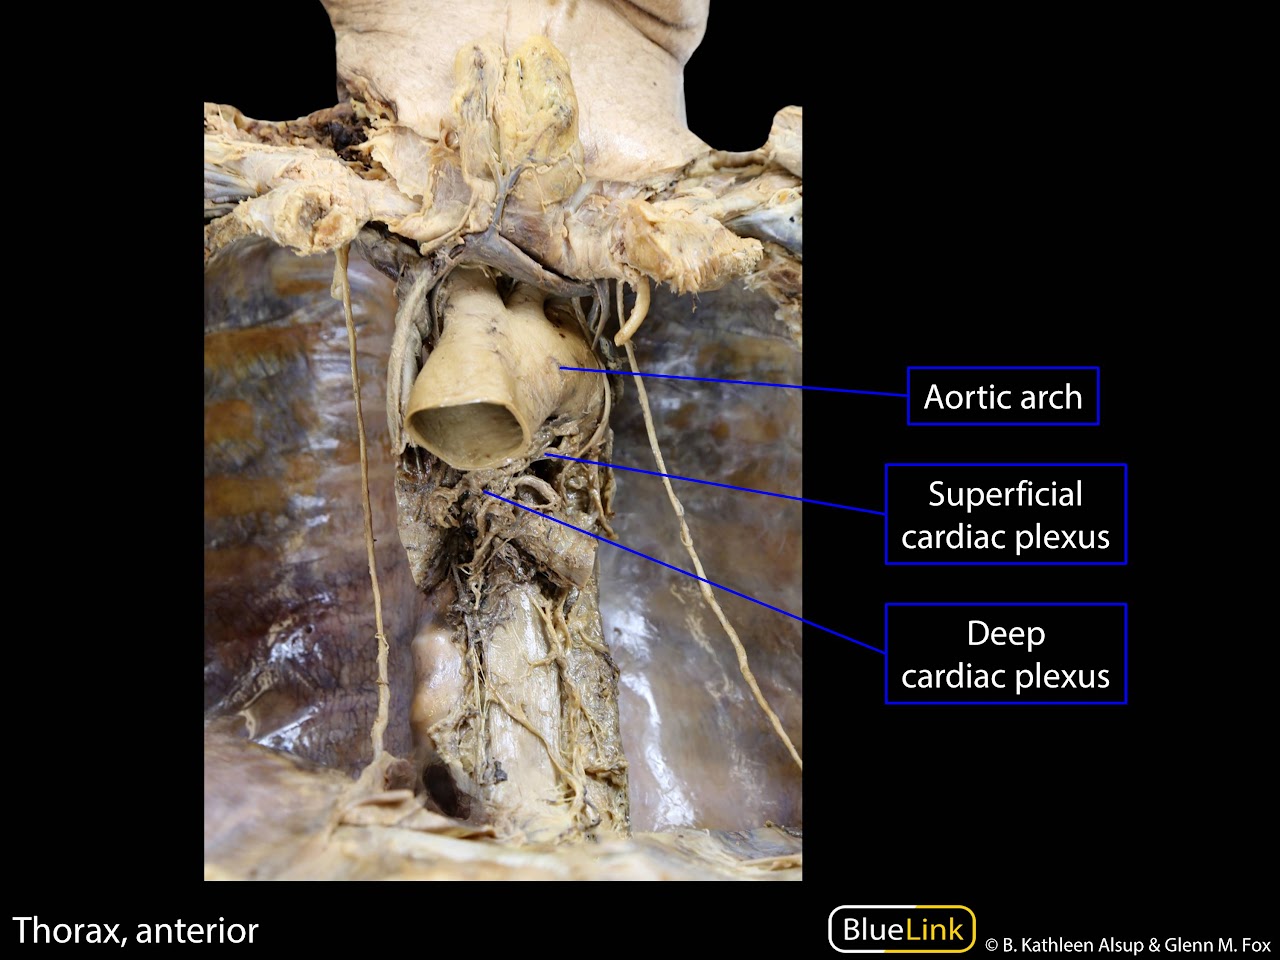 Aortic arch
Superficial
cardiac plexus
Deep
cardiac plexus
Thorax, anterior
BlueLink
© B. Kathleen Alsup & Glenn M. Fox